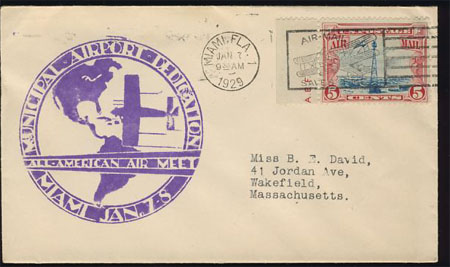 MUNICIPAL AIRPORT DEDICATION
ALL-AMERICAN AIR MEET
MIAMI JAN. 7-8
MIAMI, FLA. 1
JAN 7
9 AM
1929
AIR-MAIL
AIR MAIL
5 CENTS 5
Miss B. E. David,
41 Jordan Ave,
Wakefield,
Massachusetts.